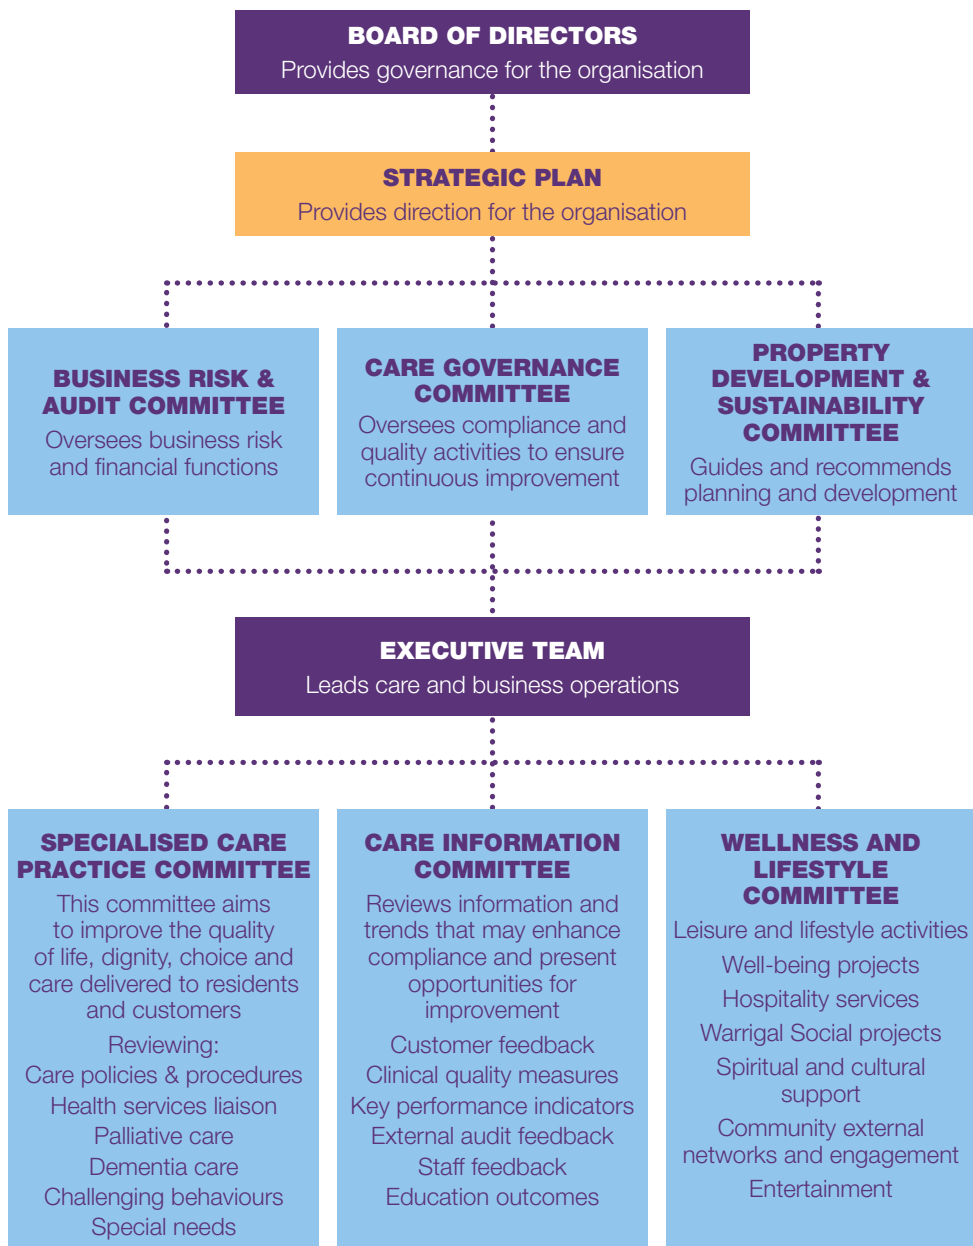 BOARD OF DIRECTORS
Provides governance for the organisation
STRATEGIC PLAN
Provides direction for the organisation
BUSINESS RISK &
AUDIT COMMITTEE
Oversees business risk
and financial functions
CARE GOVERNANCE
COMMITTEE
Oversees compliance and
quality activities to ensure
continuous improvement
PROPERTY
DEVELOPMENT &
SUSTAINABILITY
COMMITTEE
Guides and recommends
planning and development
EXECUTIVE TEAM
Leads care and business operations
SPECIALISED CARE
PRACTICE COMMITTEE
This committee aims
to improve the quality
of life, dignity, choice and
care delivered to residents
and customers
Reviewing:
Care policies & procedures
Health services liaison
Palliative care
Dementia care
Challenging behaviours
Special needs
CARE INFORMATION
COMMITTEE
Reviews information and
trends that may enhance
compliance and present
opportunities for
improvement
Customer feedback
Clinical quality measures
Key performance indicators
External audit feedback
Staff feedback
Education outcomes
WELLNESS AND
LIFESTYLE
COMMITTEE
Leisure and lifestyle activities
Well-being projects
Hospitality services
Warrigal Social projects
Spiritual and cultural
support
Community external
networks and engagement
Entertainment